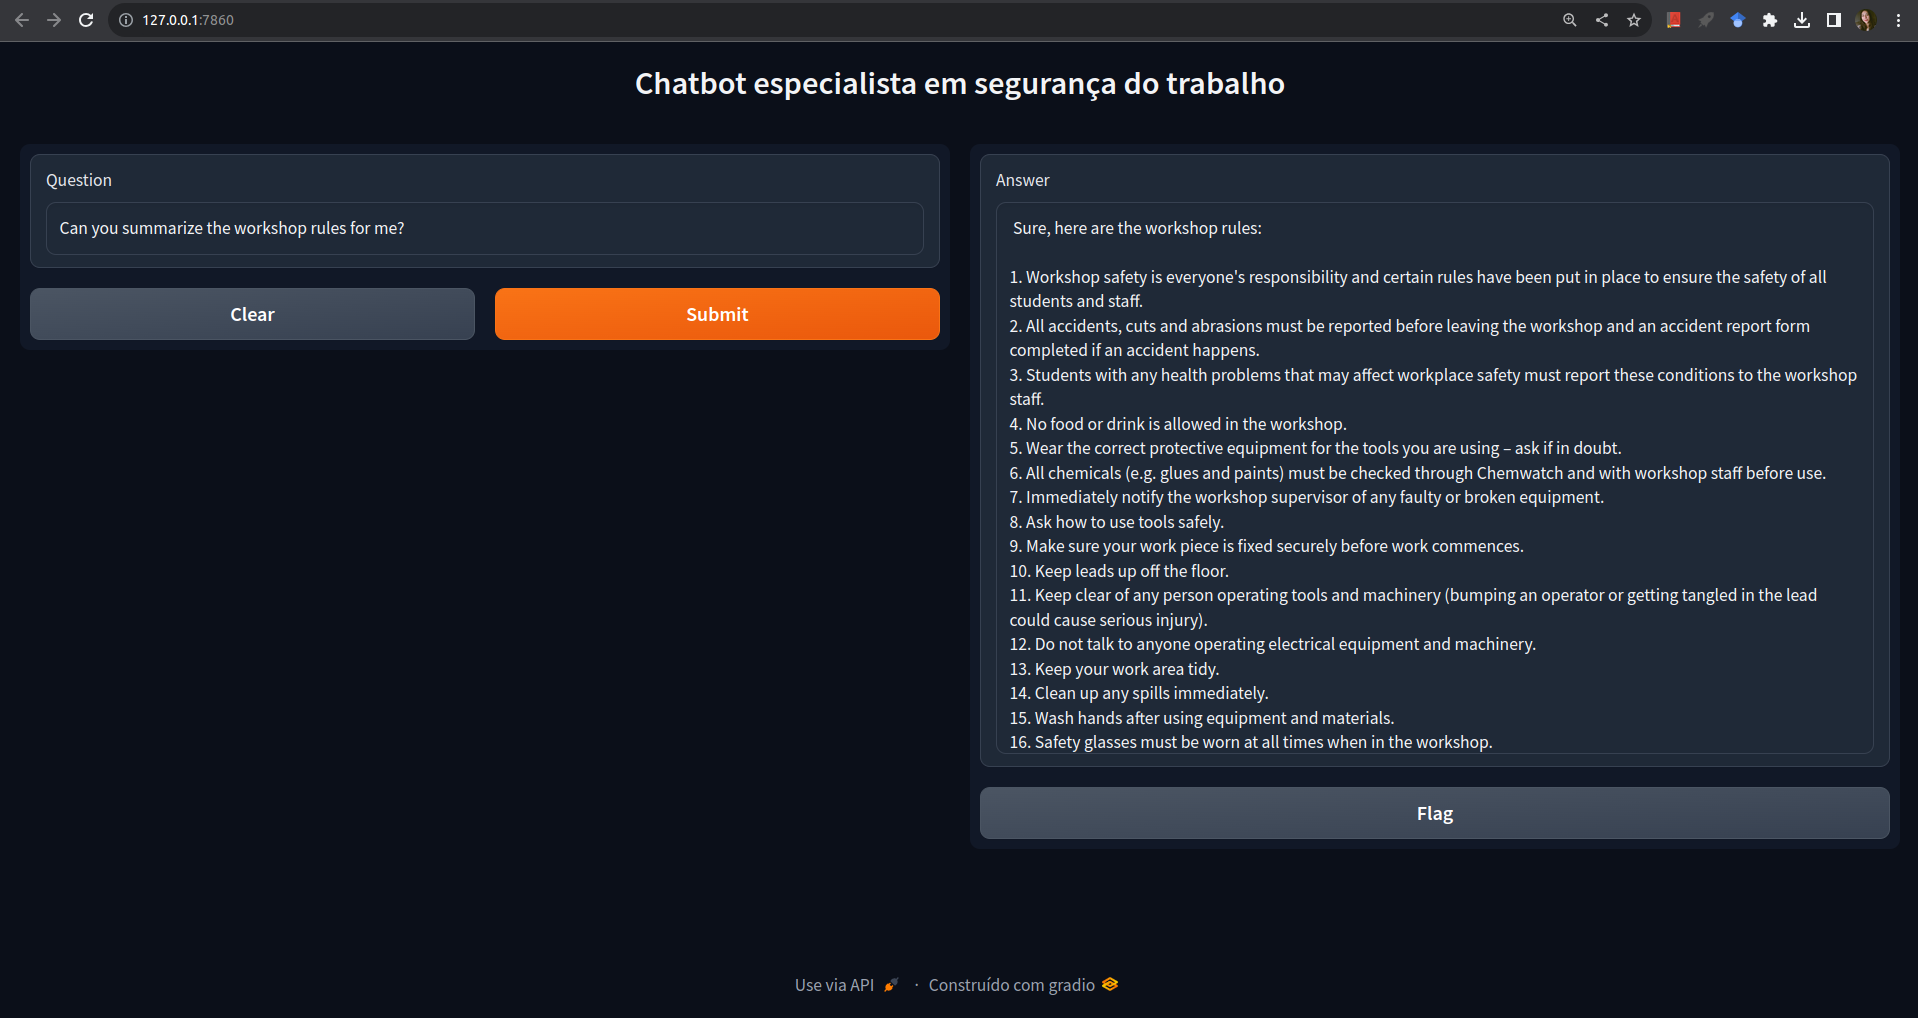 127.0.0.1:7860
Chatbot especialista em segurança do trabalho
Question
Can you summarize the workshop rules for me?
Clear
Submit
Answer
Sure, here are the workshop rules:
1. Workshop safety is everyone's responsibility and certain rules have been put in place to ensure the safety of all
students and staff.
2. All accidents, cuts and abrasions must be reported before leaving the workshop and an accident report form
completed if an accident happens.
3. Students with any health problems that may affect workplace safety must report these conditions to the workshop
staff.
4. No food or drink is allowed in the workshop.
5. Wear the correct protective equipment for the tools you are using – ask if in doubt.
6. All chemicals (e.g. glues and paints) must be checked through Chemwatch and with workshop staff before use.
7. Immediately notify the workshop supervisor of any faulty or broken equipment.
8. Ask how to use tools safely.
9. Make sure your work piece is fixed securely before work commences.
10. Keep leads up off the floor.
11. Keep clear of any person operating tools and machinery (bumping an operator or getting tangled in the lead
could cause serious injury).
12. Do not talk to anyone operating electrical equipment and machinery.
13. Keep your work area tidy.
14. Clean up any spills immediately.
15. Wash hands after using equipment and materials.
16. Safety glasses must be worn at all times when in the workshop.
Flag
Use via API · Construído com gradio